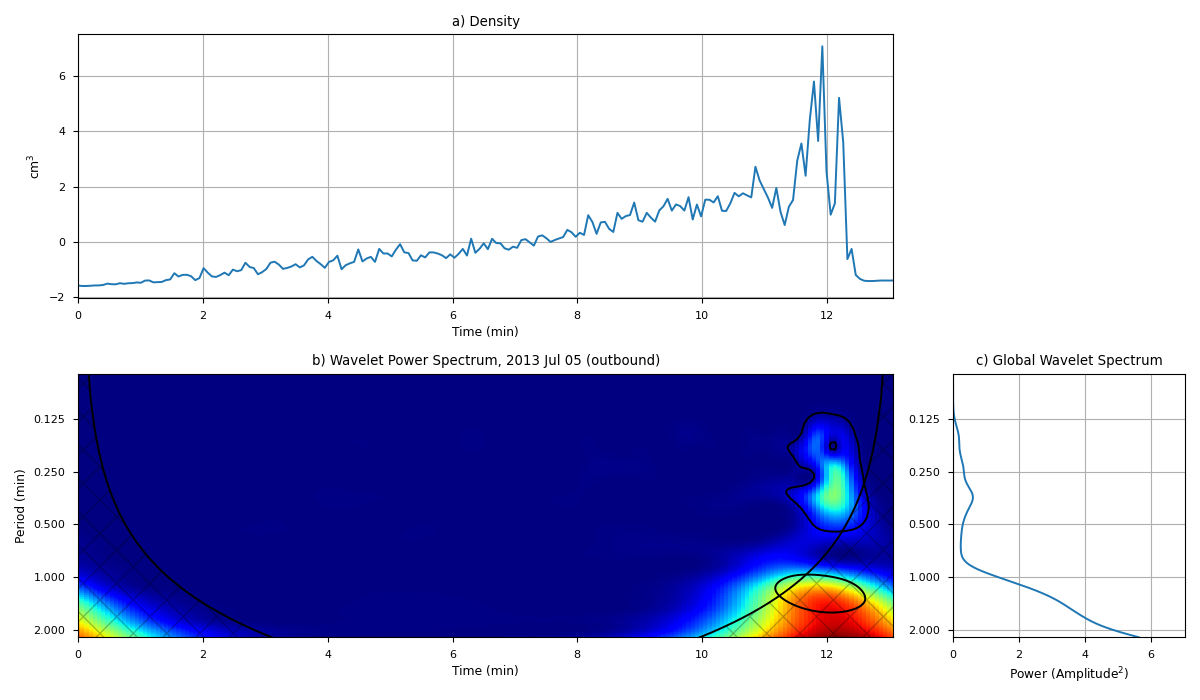 a) Density
6
4
2
0
−2
cm³
0 2 4 6 8 10 12
Time (min)
b) Wavelet Power Spectrum, 2013 Jul 05 (outbound)
0.125
0.250
0.500
1.000
2.000
Period (min)
0 2 4 6 8 10 12
Time (min)
c) Global Wavelet Spectrum
0.125
0.250
0.500
1.000
2.000
0 2 4 6
Power (Amplitude²)